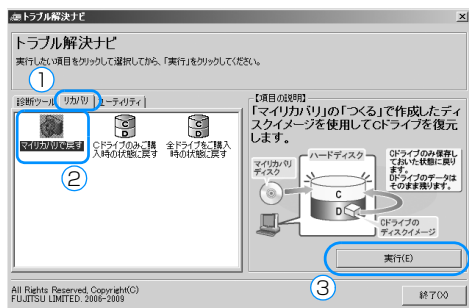 トラブル解決ナビ
トラブル解決ナビ
実行したい項目をクリックして選択してから、「実行」をクリックしてください。
①
診断ツール
リカバリ
ユーティリティ
マイリカバリで戻す
Cドライブのみご購
入時の状態に戻す
全ドライブをご購入
時の状態に戻す
②
【項目の説明】
「マイリカバリ」の「つくる」で作成したディ
スクイメージを使用してCドライブを復元
します。
マイリカバリ
ディスク
ハードディスク
C
D
Cドライブのみ保存し
ておいた状態に戻り
ます。
Dドライブのデータは
そのまま残ります。
Cドライブの
ディスクイメージ
実行(E)
③
All Rights Reserved, Copyright(C)
FUJITSU LIMITED. 2006-2009
終了(X)